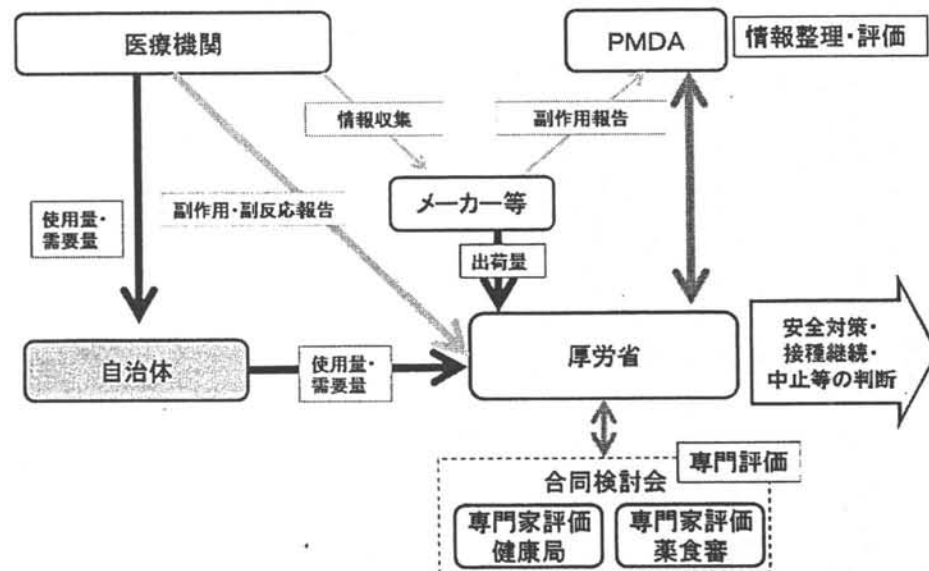 医療機関
PMDA
情報整理・評価
情報収集
副作用報告
メーカー等
使用量・
需要量
副作用・副反応報告
出荷量
自治体
使用量・
需要量
厚労省
安全対策・
接種継続・
中止等の判断
専門評価
合同検討会
専門家評価
健康局
専門家評価
薬食審